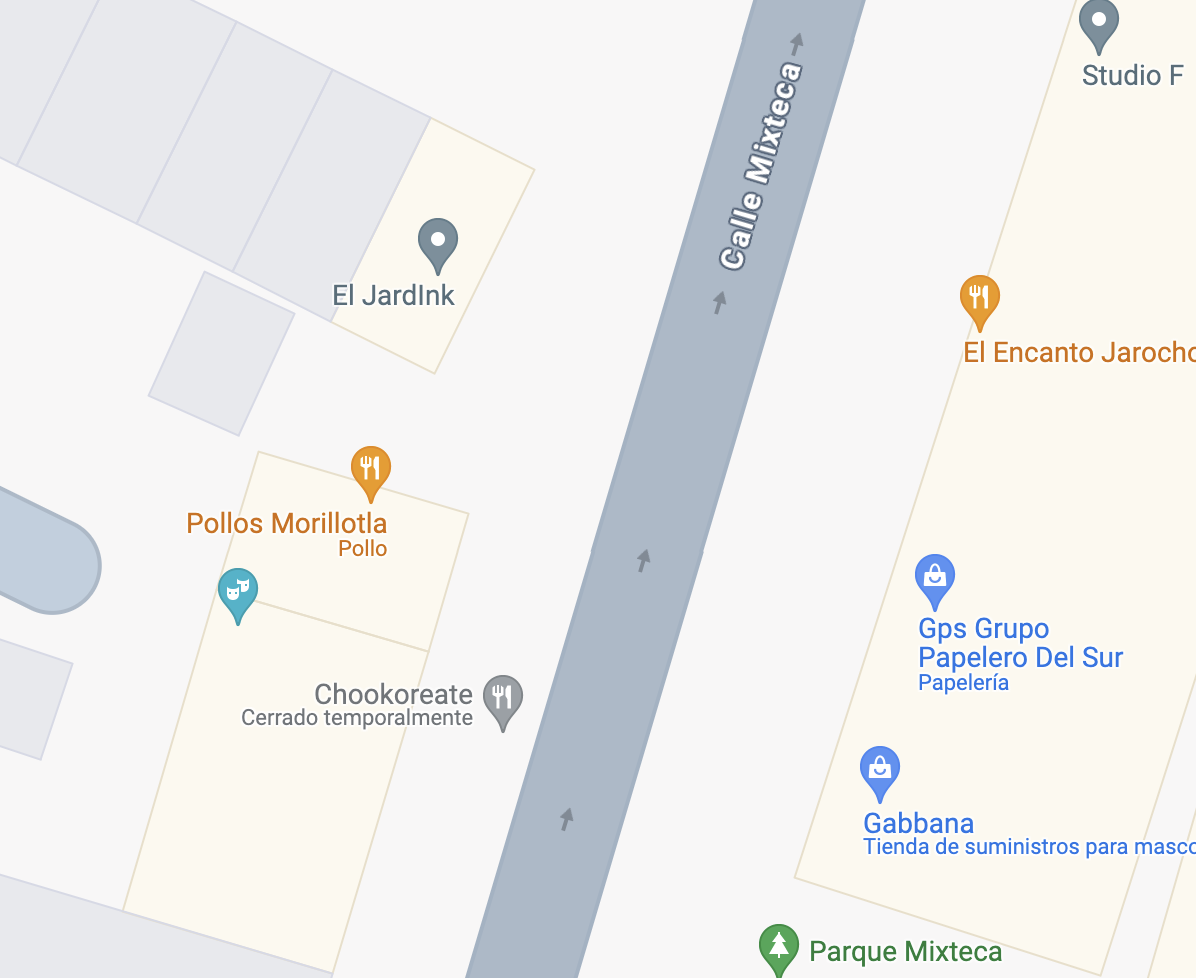 Studio F
Calle Mixteca
El JardInk
El Encanto Jarocho
Pollos Morillotla
Pollo
Gps Grupo
Papelero Del Sur
Papelería
Chookoreate
Cerrado temporalmente
Gabbana
Tienda de suministros para masco
Parque Mixteca